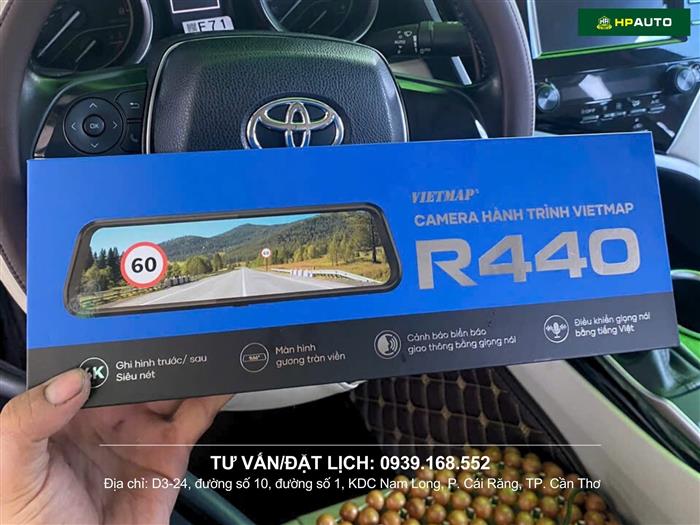 HPAUTO
E71
OK
VIETMAP
CAMERA HÀNH TRÌNH VIETMAP
R440
60
4K
Ghi hình trước/ sau
Siêu nét
Màn hình
gương tràn viền
Cảnh báo biển báo
giao thông bằng giọng nói
Điều khiển giọng nói
bằng tiếng Việt
TƯ VẤN/ĐẶT LỊCH: 0939.168.552
Địa chỉ: D3-24, đường số 10, đường số 1, KDC Nam Long, P. Cái Răng, TP. Cần Thơ